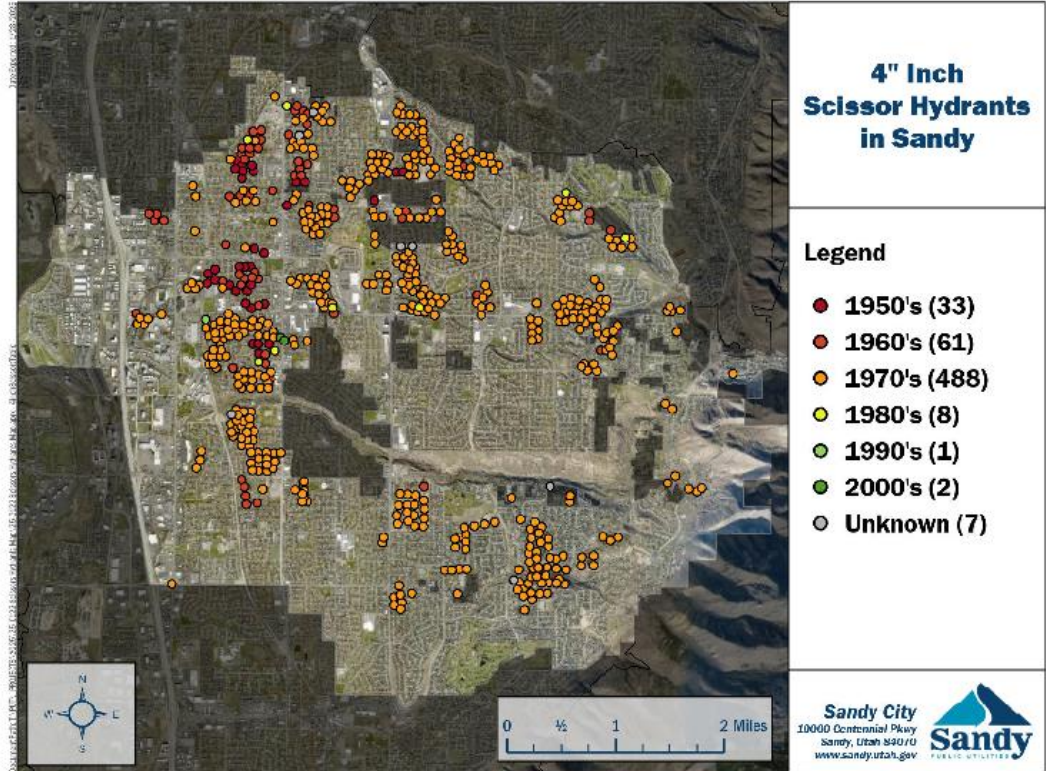 4" Inch
Scissor Hydrants
in Sandy
Legend
1950's (33)
1960's (61)
1970's (488)
1980's (8)
1990's (1)
2000's (2)
Unknown (7)
N
W E
S
0 ½ 1 2 Miles
Sandy City
10000 Centennial Pkwy
Sandy, Utah 84070
www.sandy.utah.gov
Sandy
PUBLIC UTILITIES